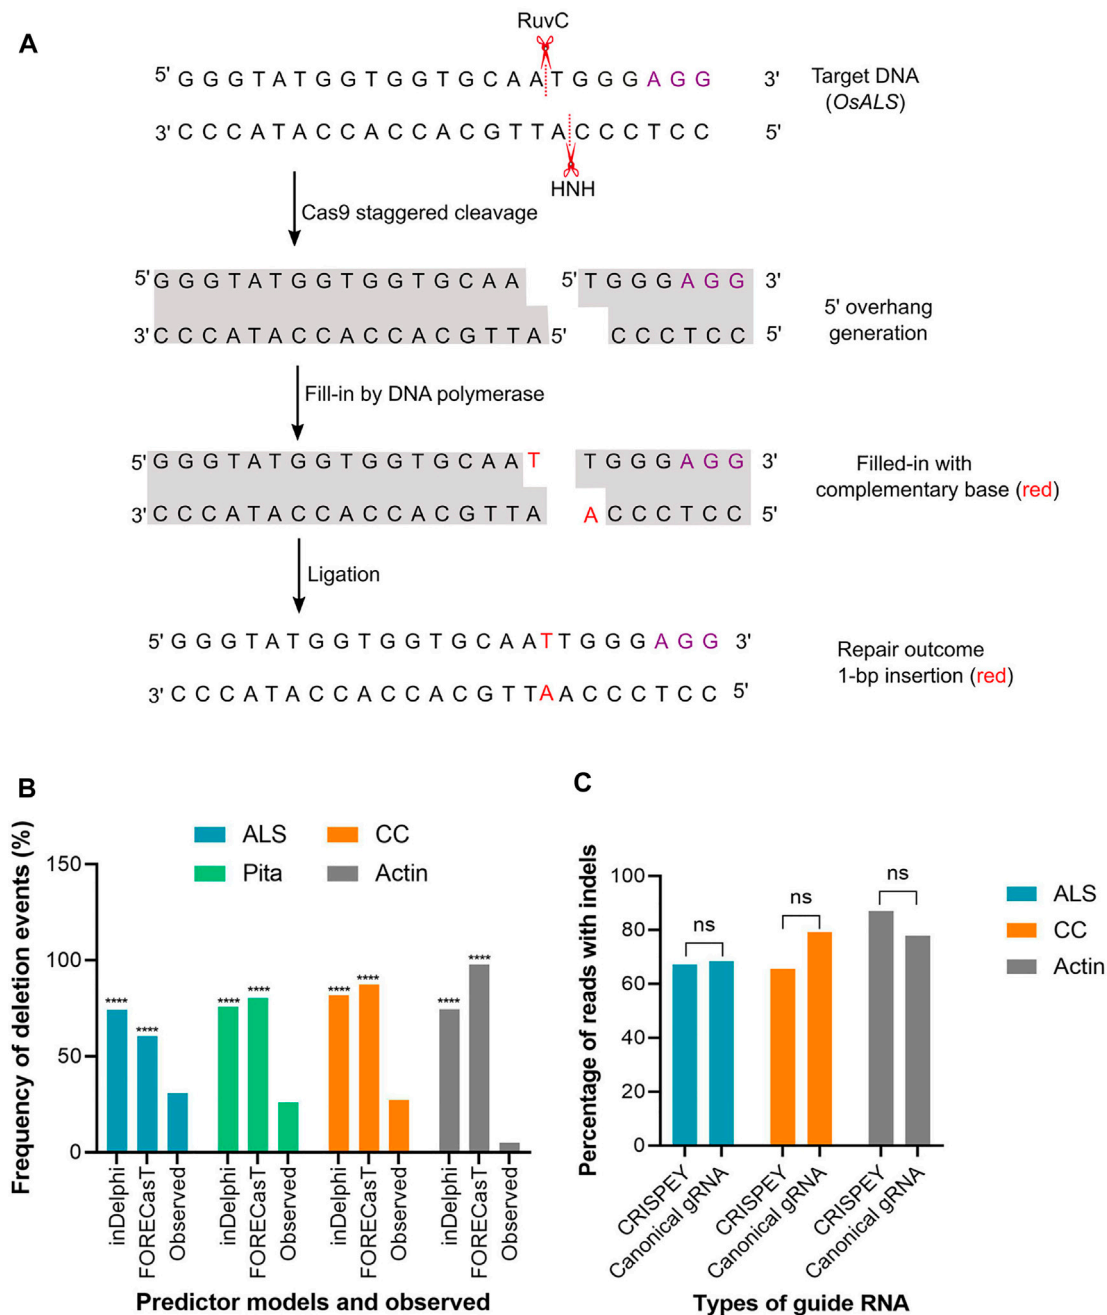 A
RuvC
5' G G G T A T G G T G G T G C A A T G G G A G G 3'
Target DNA
(OsALS)
3' C C C A T A C C A C C A C G T T A C C C T C C 5'
HNH
Cas9 staggered cleavage
5' G G G T A T G G T G G T G C A A 5' T G G G A G G 3'
3' C C C A T A C C A C C A C G T T A 5' C C C T C C 5'
5' overhang
generation
Fill-in by DNA polymerase
5' G G G T A T G G T G G T G C A A T T G G G A G G 3'
3' C C C A T A C C A C C A C G T T A A C C C T C C 5'
Filled-in with
complementary base (red)
Ligation
5' G G G T A T G G T G G T G C A A T T G G G A G G 3'
3' C C C A T A C C A C C A C G T T A A C C C T C C 5'
Repair outcome
1-bp insertion (red)
B
ALS
CC
Pita
Actin
Frequency of deletion events (%)
150
100
50
0
**** **** **** **** **** **** **** ****
inDelphi
FORECasT
Observed
inDelphi
FORECasT
Observed
inDelphi
FORECasT
Observed
inDelphi
FORECasT
Observed
Predictor models and observed
C
Percentage of reads with indels
100
80
60
40
20
0
ns
ns
ns
ALS
CC
Actin
CRISPEY
Canonical gRNA
CRISPEY
Canonical gRNA
CRISPEY
Canonical gRNA
Types of guide RNA